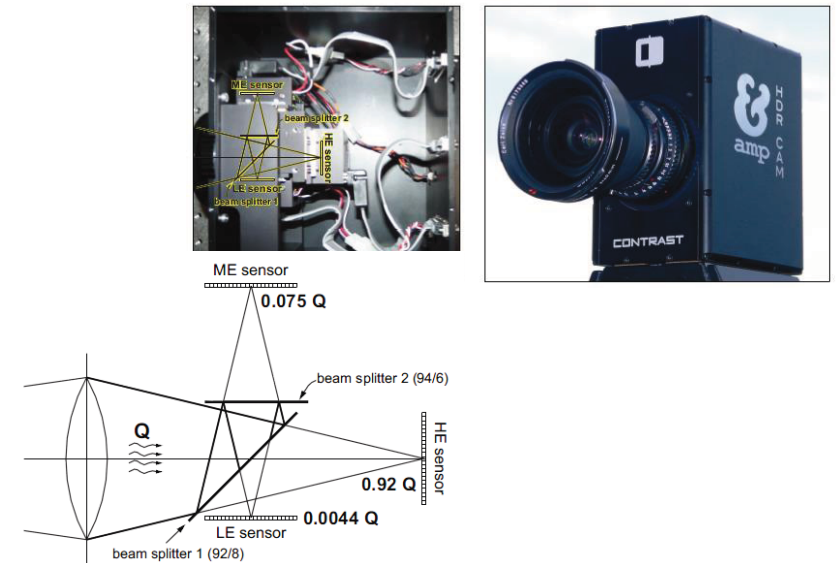 ME sensor
beam splitter 2
HE sensor
LE sensor
beam splitter 1
& amp
HDR CAM
CONTRAST
ME sensor
0.075 Q
beam splitter 2 (94/6)
Q
HE sensor
0.92 Q
0.0044 Q
LE sensor
beam splitter 1 (92/8)